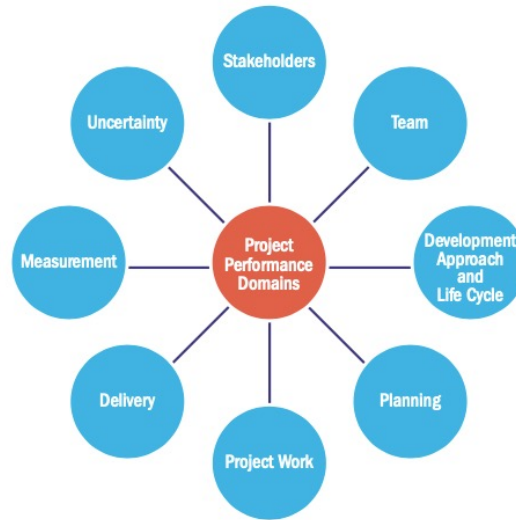 Stakeholders
Team
Development
Approach
and
Life Cycle
Planning
Project Work
Delivery
Measurement
Uncertainty
Project
Performance
Domains